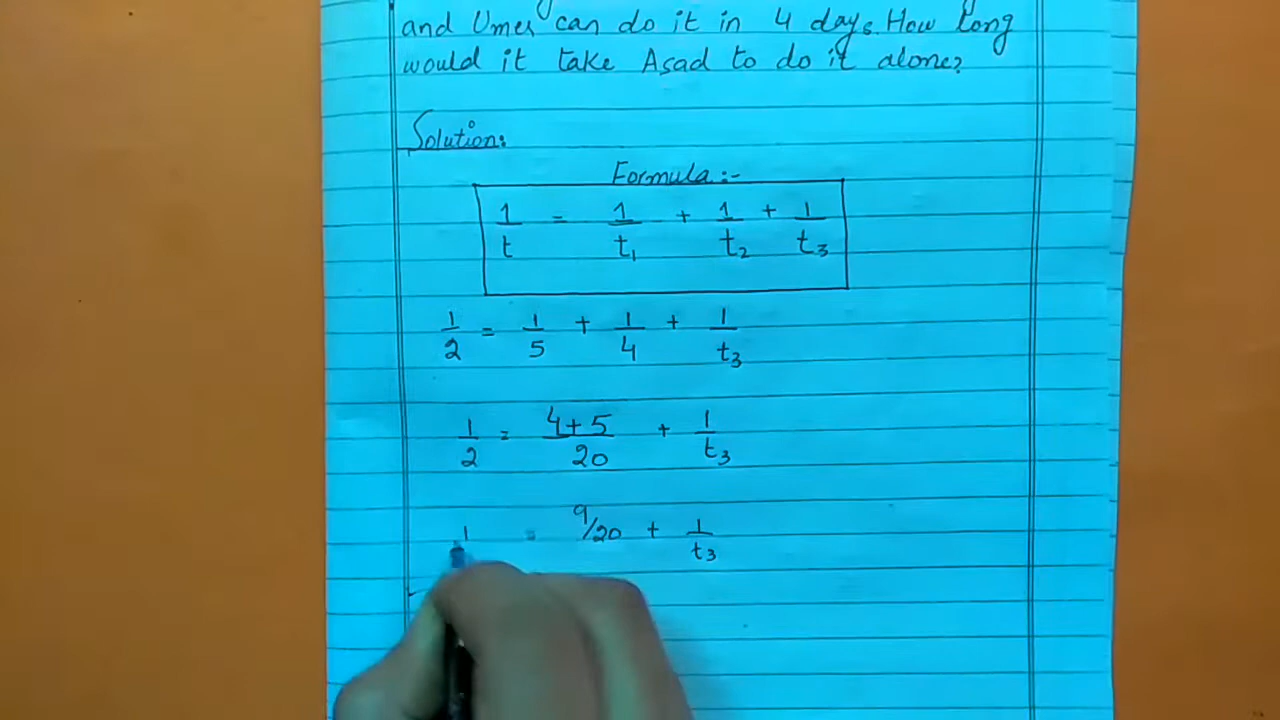 and Umer can do it in 4 days. How long
would it take Asad to do it alone?
Solution:
Formula:-
1/t = 1/t₁ + 1/t₂ + 1/t₃
1/2 = 1/5 + 1/4 + 1/t₃
1/2 = 4+5/20 + 1/t₃
1 = 9/20 + 1/t₃